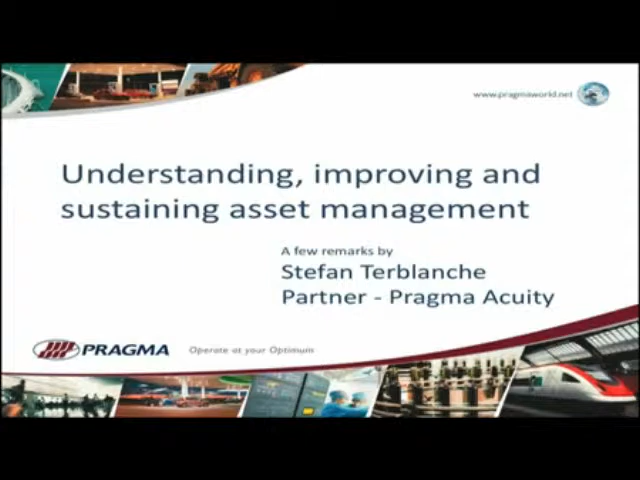 www.pragmaworld.net
Understanding, improving and
sustaining asset management
A few remarks by
Stefan Terblanche
Partner - Pragma Acuity
PRAGMA
Operate at your Optimum